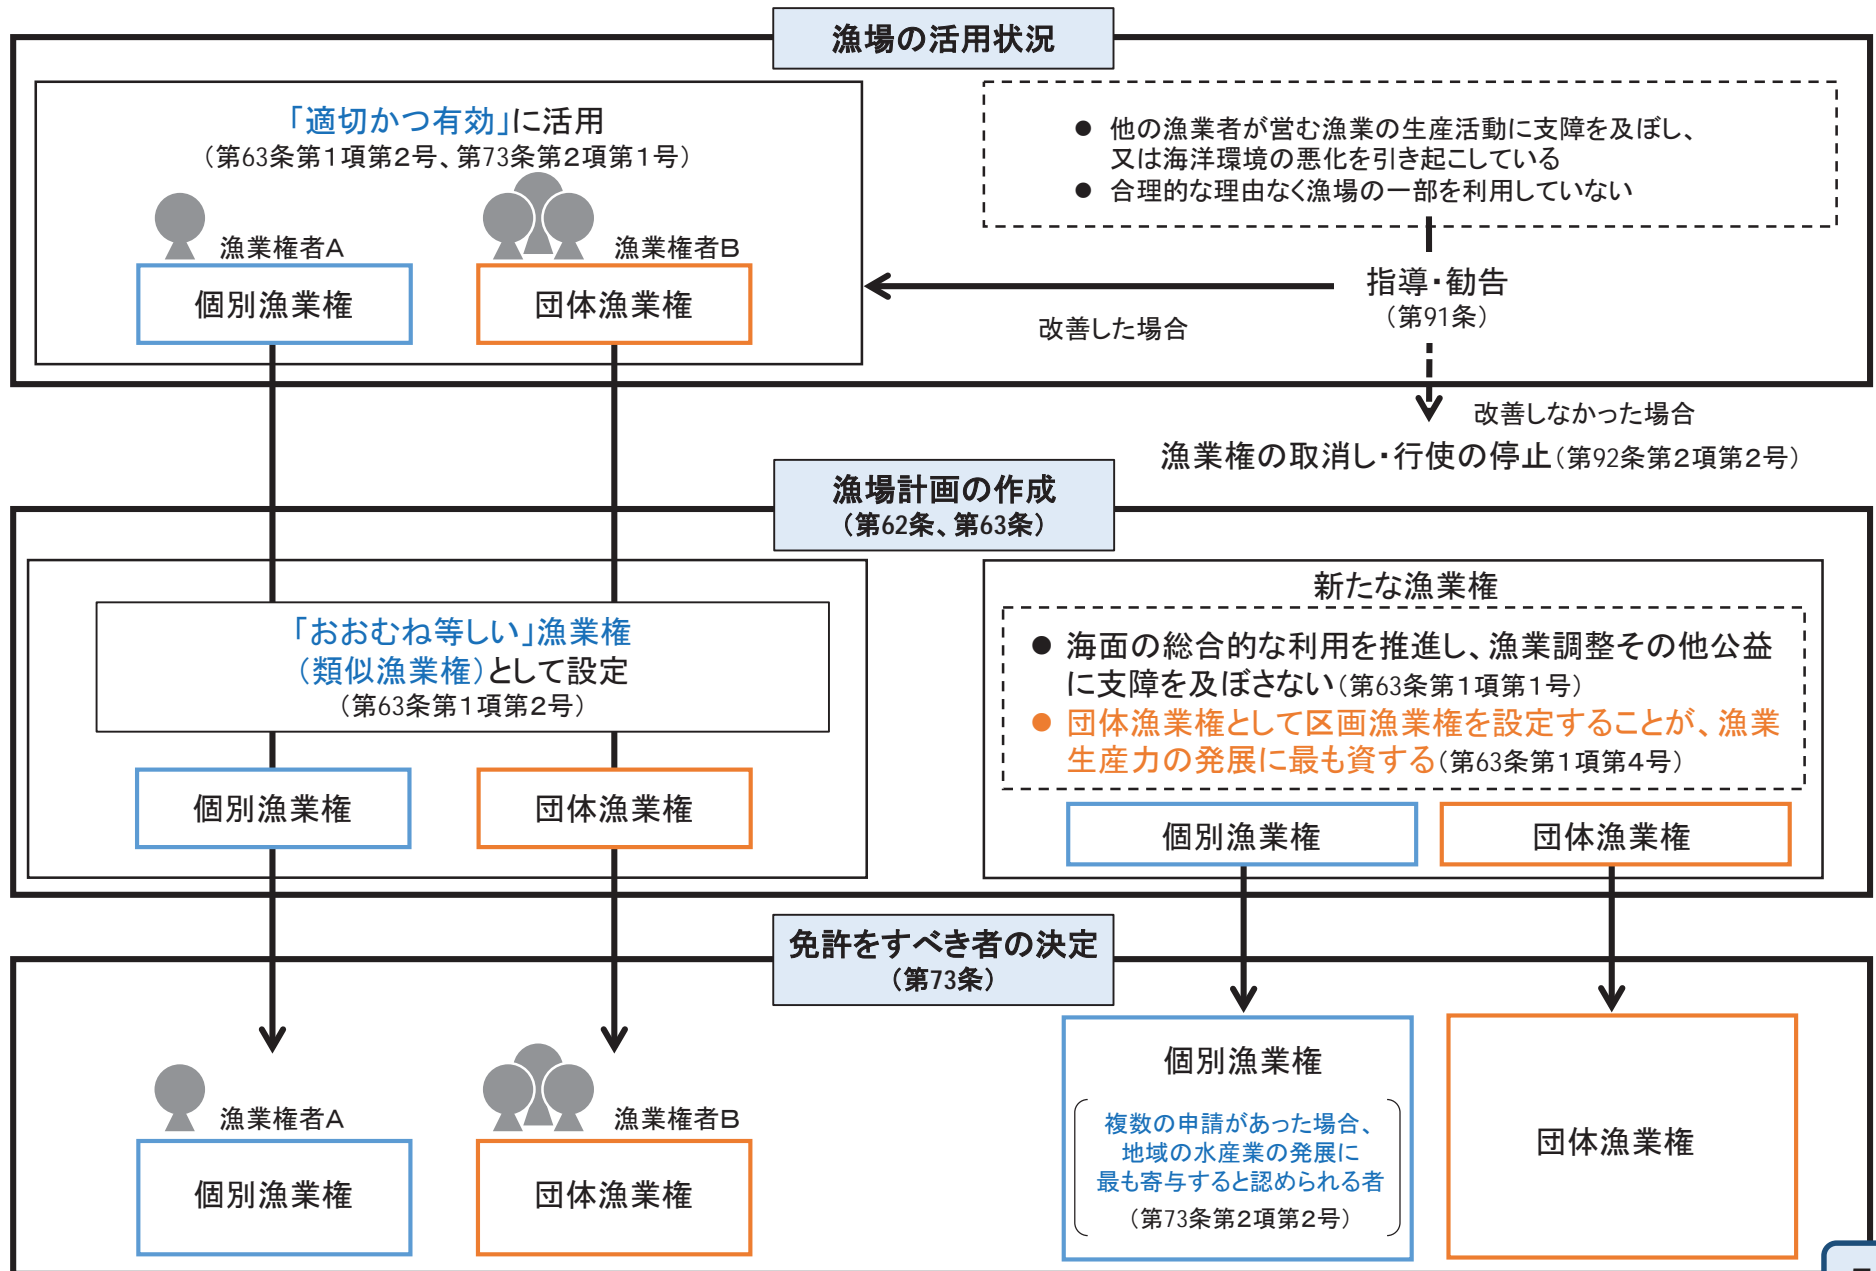 漁場の活用状況
「適切かつ有効」に活用
（第63条第１項第２号、第73条第２項第１号）
漁業権者Ａ
漁業権者Ｂ
個別漁業権
団体漁業権
● 他の漁業者が営む漁業の生産活動に支障を及ぼし、
又は海洋環境の悪化を引き起こしている
● 合理的な理由なく漁場の一部を利用していない
指導・勧告
（第91条）
改善した場合
改善しなかった場合
漁業権の取消し・行使の停止（第92条第２項第２号）
漁場計画の作成
（第62条、第63条）
「おおむね等しい」漁業権
（類似漁業権）として設定
（第63条第１項第２号）
個別漁業権
団体漁業権
新たな漁業権
● 海面の総合的な利用を推進し、漁業調整その他公益
に支障を及ぼさない（第63条第１項第１号）
● 団体漁業権として区画漁業権を設定することが、漁業
生産力の発展に最も資する（第63条第１項第４号）
個別漁業権
団体漁業権
免許をすべき者の決定
（第73条）
漁業権者Ａ
漁業権者Ｂ
個別漁業権
団体漁業権
個別漁業権
複数の申請があった場合、
地域の水産業の発展に
最も寄与すると認められる者
（第73条第２項第２号）
団体漁業権